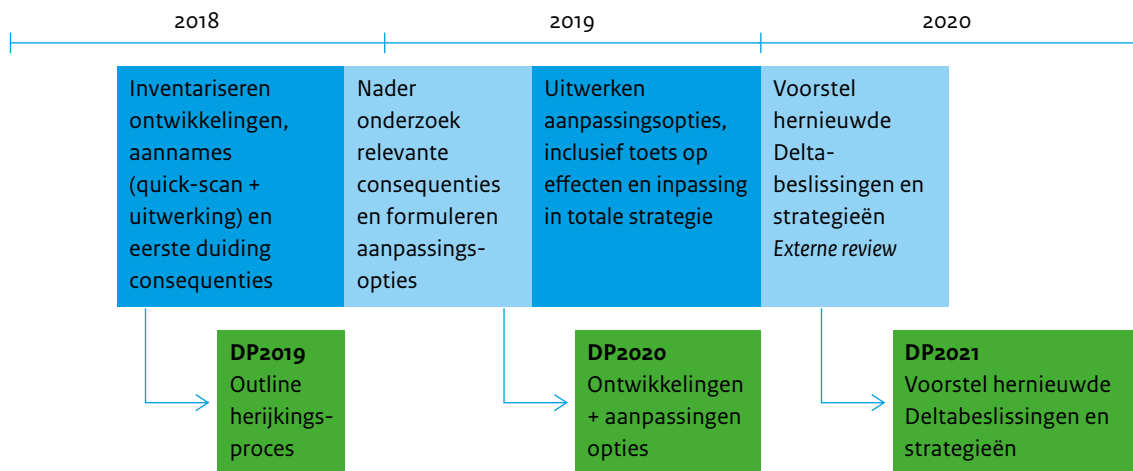 2018
2019
2020
Inventariseren
ontwikkelingen,
aannames
(quick-scan +
uitwerking) en
eerste duiding
consequenties
Nader
onderzoek
relevante
consequenties
en formuleren
aanpassings-
opties
Uitwerken
aanpassingsopties,
inclusief toets op
effecten en inpassing
in totale strategie
Voorstel
hernieuwde
Delta-
beslissingen en
strategieën
Externe review
DP2019
Outline
herijkings-
proces
DP2020
Ontwikkelingen
+ aanpassingen
opties
DP2021
Voorstel hernieuwde
Deltabeslissingen en
strategieën